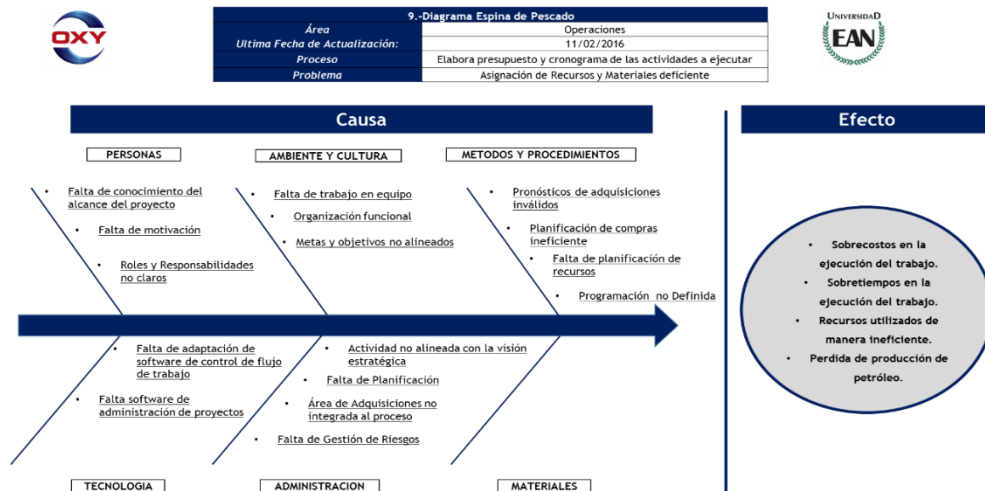 OXY
9.-Diagrama Espina de Pescado
Área
Operaciones
Ultima Fecha de Actualización:
11/02/2016
Proceso
Elabora presupuesto y cronograma de las actividades a ejecutar
Problema
Asignación de Recursos y Materiales deficiente
UNIVERSIDAD
EAN
Causa
Efecto
PERSONAS
AMBIENTE Y CULTURA
METODOS Y PROCEDIMIENTOS
• Falta de conocimiento del
alcance del proyecto
• Falta de motivación
• Roles y Responsabilidades
no claros
• Falta de trabajo en equipo
• Organización funcional
• Metas y objetivos no alineados
• Pronósticos de adquisiciones
inválidos
• Planificación de compras
ineficiente
• Falta de planificación de
recursos
• Programación no Definida
• Sobrecostos en la
ejecución del trabajo.
• Sobretiempos en la
ejecución del trabajo.
• Recursos utilizados de
manera ineficiente.
• Perdida de producción de
petróleo.
• Falta de adaptación de
software de control de flujo
de trabajo
• Falta software de
administración de proyectos
• Actividad no alineada con la visión
estratégica
• Falta de Planificación
• Área de Adquisiciones no
integrada al proceso
• Falta de Gestión de Riesgos
TECNOLOGIA
ADMINISTRACION
MATERIALES